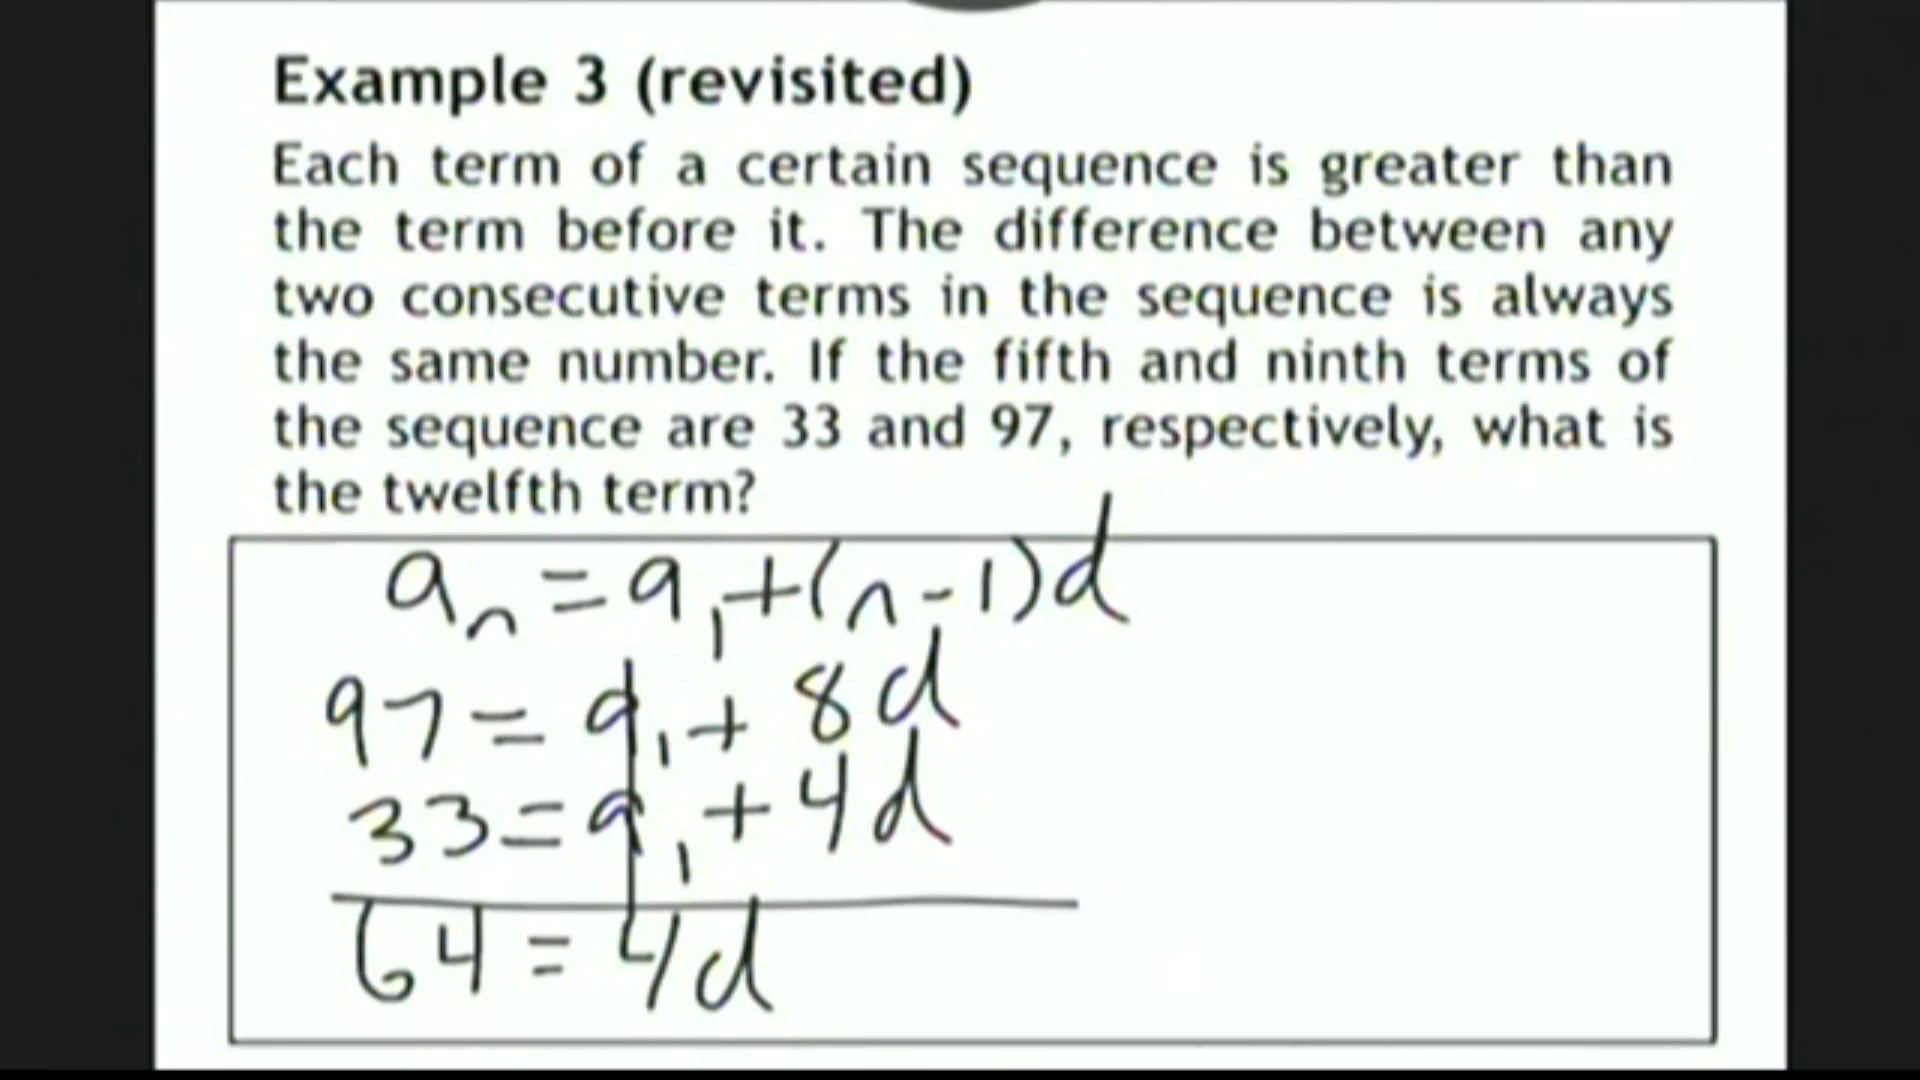 Example 3 (revisited)
Each term of a certain sequence is greater than
the term before it. The difference between any
two consecutive terms in the sequence is always
the same number. If the fifth and ninth terms of
the sequence are 33 and 97, respectively, what is
the twelfth term?
aₙ = a₁ + (n - 1)d
97 = a₁ + 8d
33 = a₁ + 4d
64 = 4d